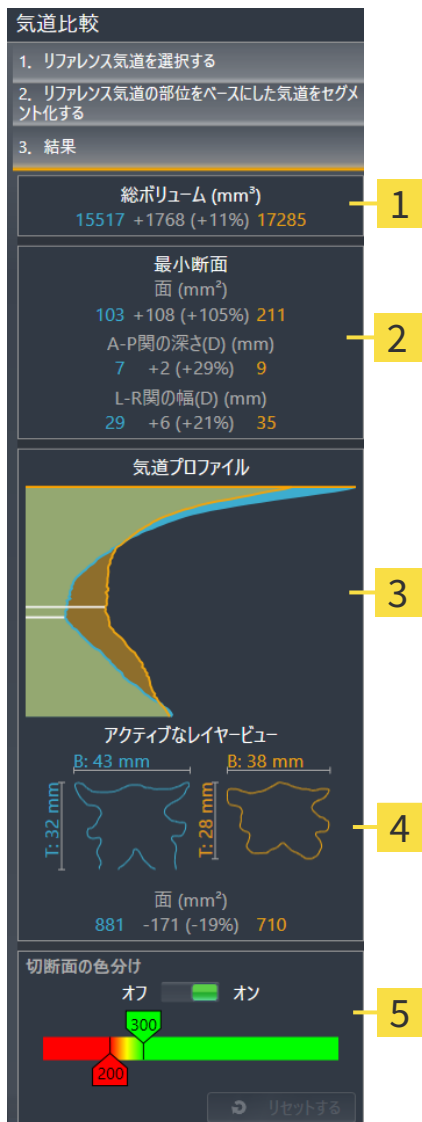 気道比較
1. リファレンス気道を選択する
2. リファレンス気道の部位をベースにした気道をセグメ
ント化する
3. 結果
総ボリューム (mm³)
15517 +1768 (+11%) 17285
1
最小断面
面 (mm²)
103 +108 (+105%) 211
A-P関の深さ(D) (mm)
7 +2 (+29%) 9
L-R関の幅(D) (mm)
29 +6 (+21%) 35
2
気道プロファイル
3
アクティブなレイヤービュー
B: 43 mm B: 38 mm
T: 32 mm T: 28 mm
4
面 (mm²)
881 -171 (-19%) 710
切断面の色分け
オフ オン
5
300
200
リセットする